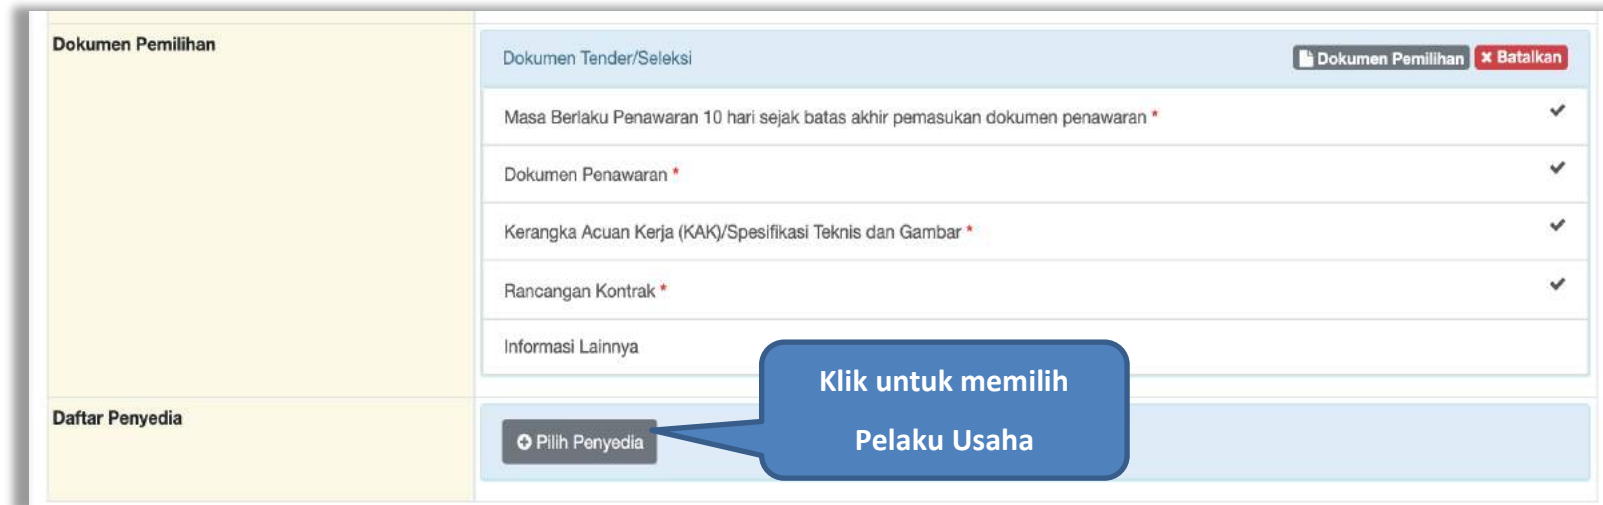 Dokumen Pemilihan
Dokumen Tender/Seleksi
Dokumen Pemilihan
Batalkan
Masa Berlaku Penawaran 10 hari sejak batas akhir pemasukan dokumen penawaran *
Dokumen Penawaran *
Kerangka Acuan Kerja (KAK)/Spesifikasi Teknis dan Gambar *
Rancangan Kontrak *
Informasi Lainnya
Klik untuk memilih
Pelaku Usaha
Daftar Penyedia
Pilih Penyedia